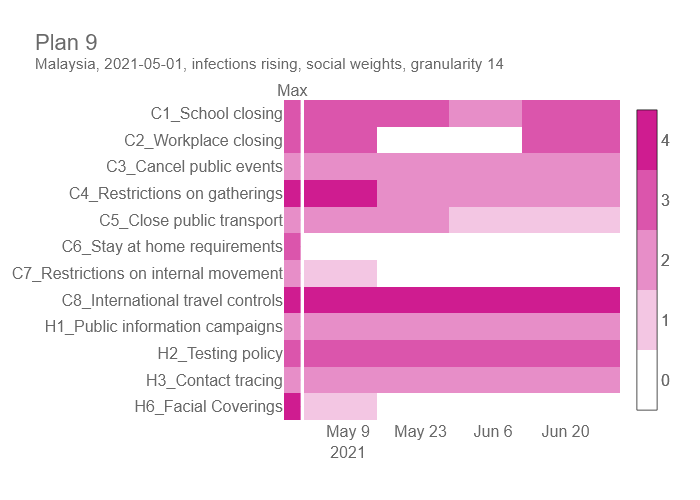 Plan 9
Malaysia, 2021-05-01, infections rising, social weights, granularity 14
Max
C1_School closing
C2_Workplace closing
C3_Cancel public events
C4_Restrictions on gatherings
C5_Close public transport
C6_Stay at home requirements
C7_Restrictions on internal movement
C8_International travel controls
H1_Public information campaigns
H2_Testing policy
H3_Contact tracing
H6_Facial Coverings
May 9 May 23 Jun 6 Jun 20
2021
4
3
2
1
0